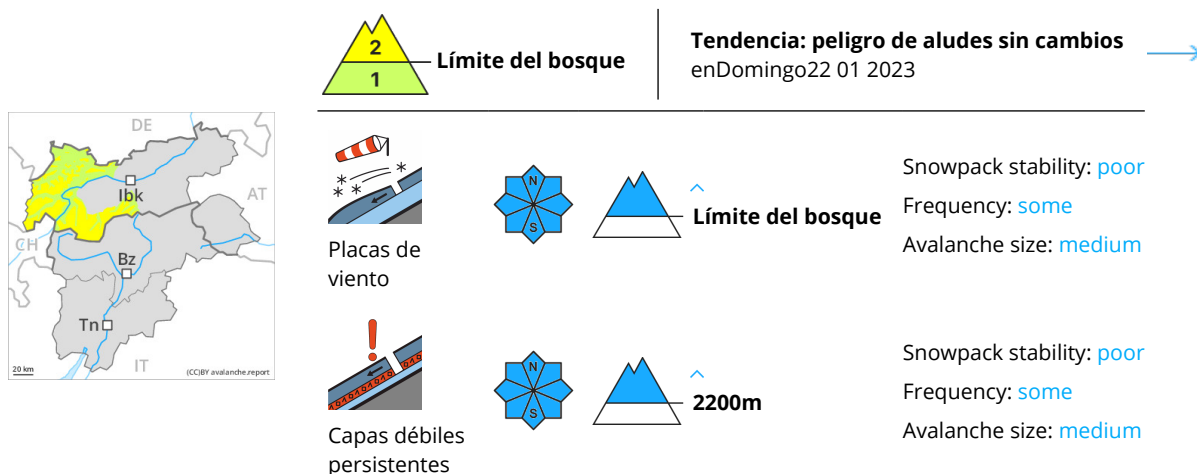 2
1
Límite del bosque
Tendencia: peligro de aludes sin cambios
enDomingo22 01 2023
DE
AT
CH
IT
Ibk
Bz
Tn
20 km
(CC)BY avalanche.report
Placas de
viento
N
S
Límite del bosque
Snowpack stability: poor
Frequency: some
Avalanche size: medium
Capas débiles
persistentes
N
S
2200m
Snowpack stability: poor
Frequency: some
Avalanche size: medium